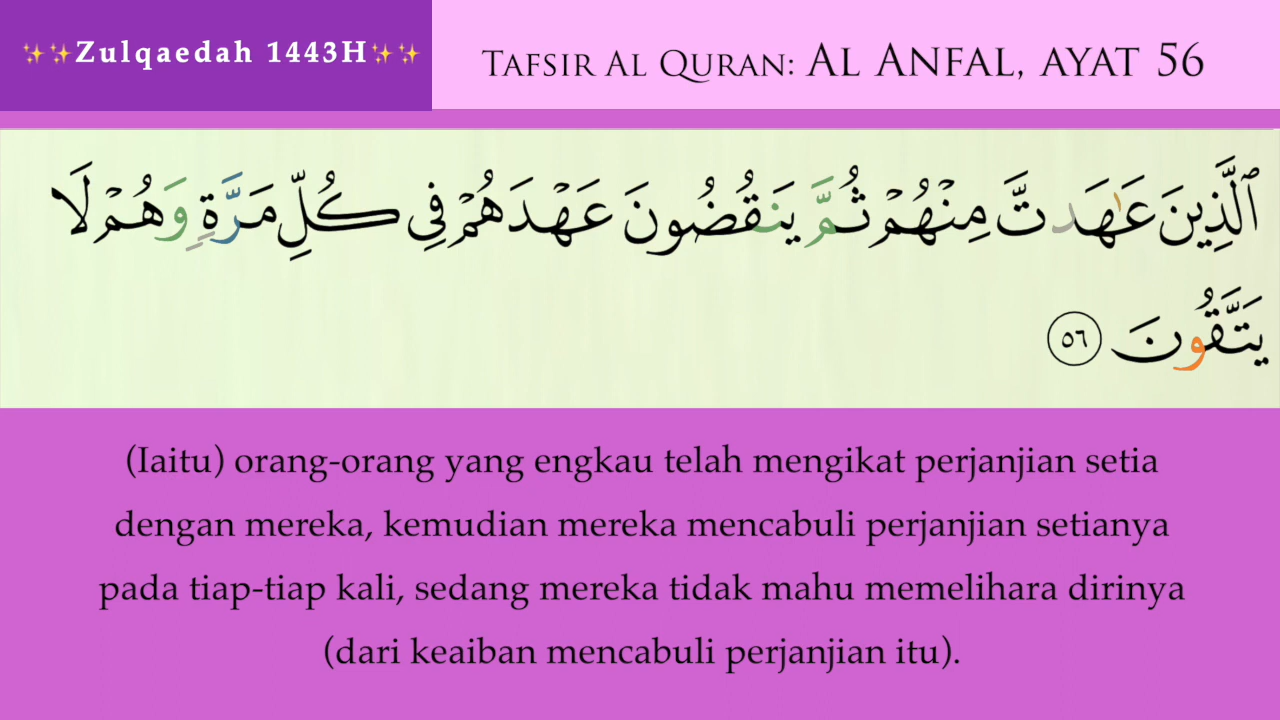 ✨✨Zulqaedah 1443H✨✨
TAFSIR AL QURAN: AL ANFAL, AYAT 56
ٱلَّذِينَ عَـٰهَدتَّ مِنْهُمْ ثُمَّ يَنقُضُونَ عَهْدَهُمْ فِى كُلِّ مَرَّةٍ وَهُمْ لَا
يَتَّقُونَ ٥٦
(Iaitu) orang-orang yang engkau telah mengikat perjanjian setia
dengan mereka, kemudian mereka mencabuli perjanjian setianya
pada tiap-tiap kali, sedang mereka tidak mahu memelihara dirinya
(dari keaiban mencabuli perjanjian itu).